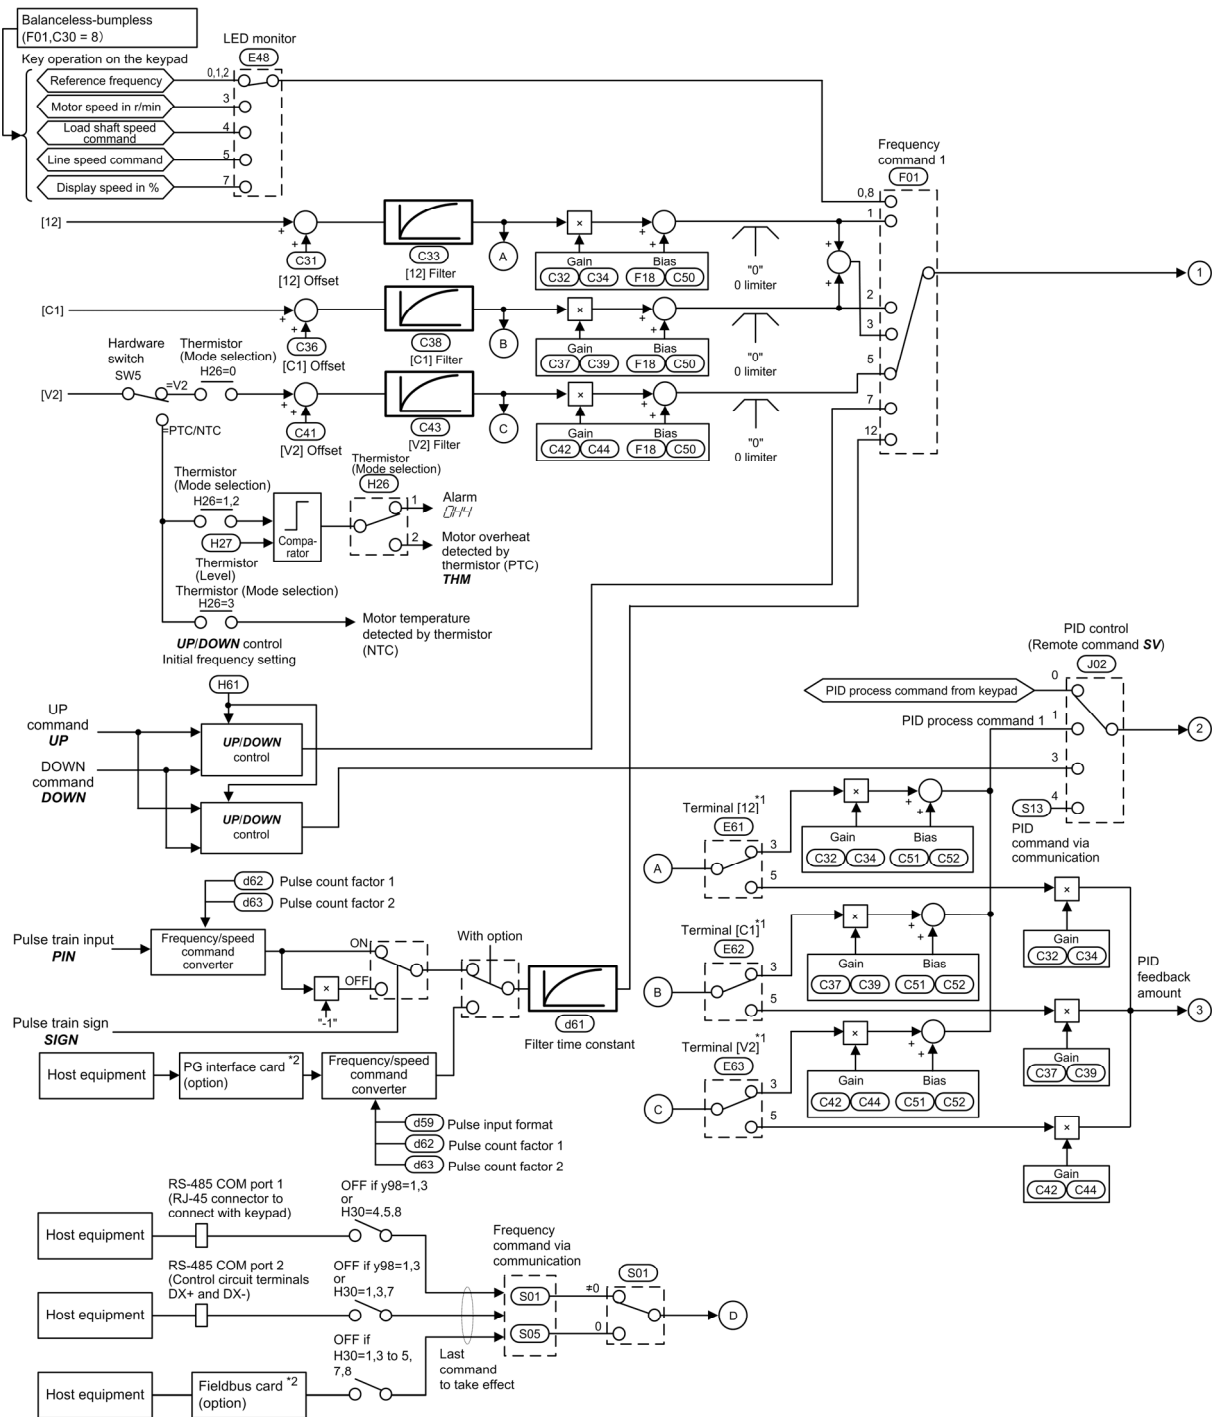 Balanceless-bumpless
(F01,C30 = 8)
LED monitor
E48
Key operation on the keypad
Reference frequency
0,1,2
Motor speed in r/min
3
Load shaft speed
command
4
Line speed command
5
Display speed in %
7
Frequency
command 1
F01
0,8
1
2
3
5
7
12
1
[12]
+
+
C31
[12] Offset
C33
[12] Filter
A
×
Gain
C32 C34
+
+
Bias
F18 C50
"0"
0 limiter
+
+
[C1]
+
+
C36
[C1] Offset
C38
[C1] Filter
B
×
Gain
C37 C39
+
+
Bias
F18 C50
"0"
0 limiter
Hardware
switch
SW5
Thermistor
(Mode selection)
H26=0
[V2]
=V2
=PTC/NTC
+
+
C41
[V2] Offset
C43
[V2] Filter
C
×
Gain
C42 C44
+
+
Bias
F18 C50
"0"
0 limiter
Thermistor
(Mode selection)
H26=1,2
H27
Thermistor
(Level)
Compa-
rator
Thermistor
(Mode selection)
H26
1
2
Alarm
0H4
Motor overheat
detected by
thermistor (PTC)
THM
Thermistor (Mode selection)
H26=3
Motor temperature
detected by thermistor
(NTC)
UP/DOWN control
Initial frequency setting
H61
UP
command
UP
DOWN
command
DOWN
UP/DOWN
control
UP/DOWN
control
PID control
(Remote command SV)
J02
PID process command from keypad
0
PID process command 1
1
3
4
S13
PID
command via
communication
2
Terminal [12]*1
E61
A
3
5
×
Gain
C32 C34
+
+
Bias
C51 C52
×
Gain
C32 C34
Terminal [C1]*1
E62
B
3
5
×
Gain
C37 C39
+
+
Bias
C51 C52
×
Gain
C37 C39
Terminal [V2]*1
E63
C
3
5
×
Gain
C42 C44
+
+
Bias
C51 C52
×
Gain
C42 C44
PID
feedback
amount
3
d62 Pulse count factor 1
d63 Pulse count factor 2
Pulse train input
PIN
Frequency/speed
command
converter
ON
OFF
×
"-1"
Pulse train sign
SIGN
With option
d61
Filter time constant
Host equipment
PG interface card *2
(option)
Frequency/speed
command
converter
d59 Pulse input format
d62 Pulse count factor 1
d63 Pulse count factor 2
RS-485 COM port 1
(RJ-45 connector to
connect with keypad)
OFF if y98=1,3
or
H30=4,5,8
Host equipment
RS-485 COM port 2
(Control circuit terminals
DX+ and DX-)
OFF if y98=1,3
or
H30=1,3,7
Host equipment
OFF if
H30=1,3 to 5,
7,8
Host equipment
Fieldbus card *2
(option)
Last
command
to take effect
Frequency
command via
communication
S01
S05
≠0
0
S01
D